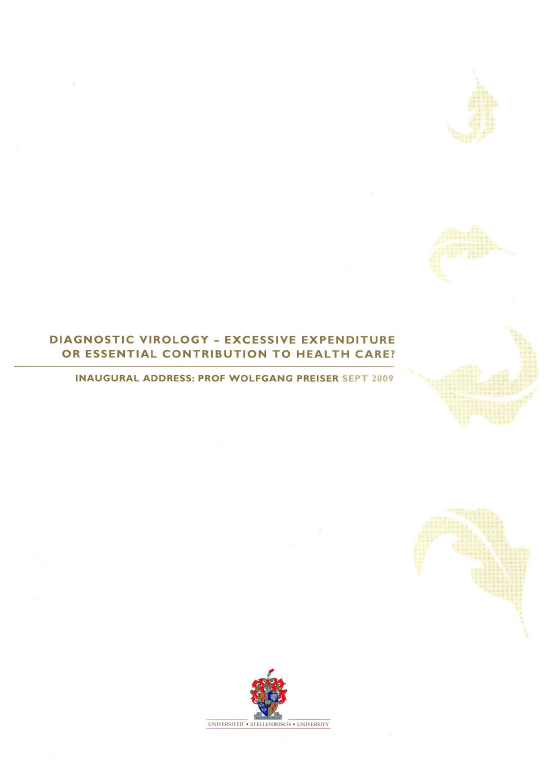 DIAGNOSTIC VIROLOGY – EXCESSIVE EXPENDITURE
OR ESSENTIAL CONTRIBUTION TO HEALTH CARE?
INAUGURAL ADDRESS: PROF WOLFGANG PREISER SEPT 2009
UNIVERSITEIT • STELLENBOSCH • UNIVERSITY